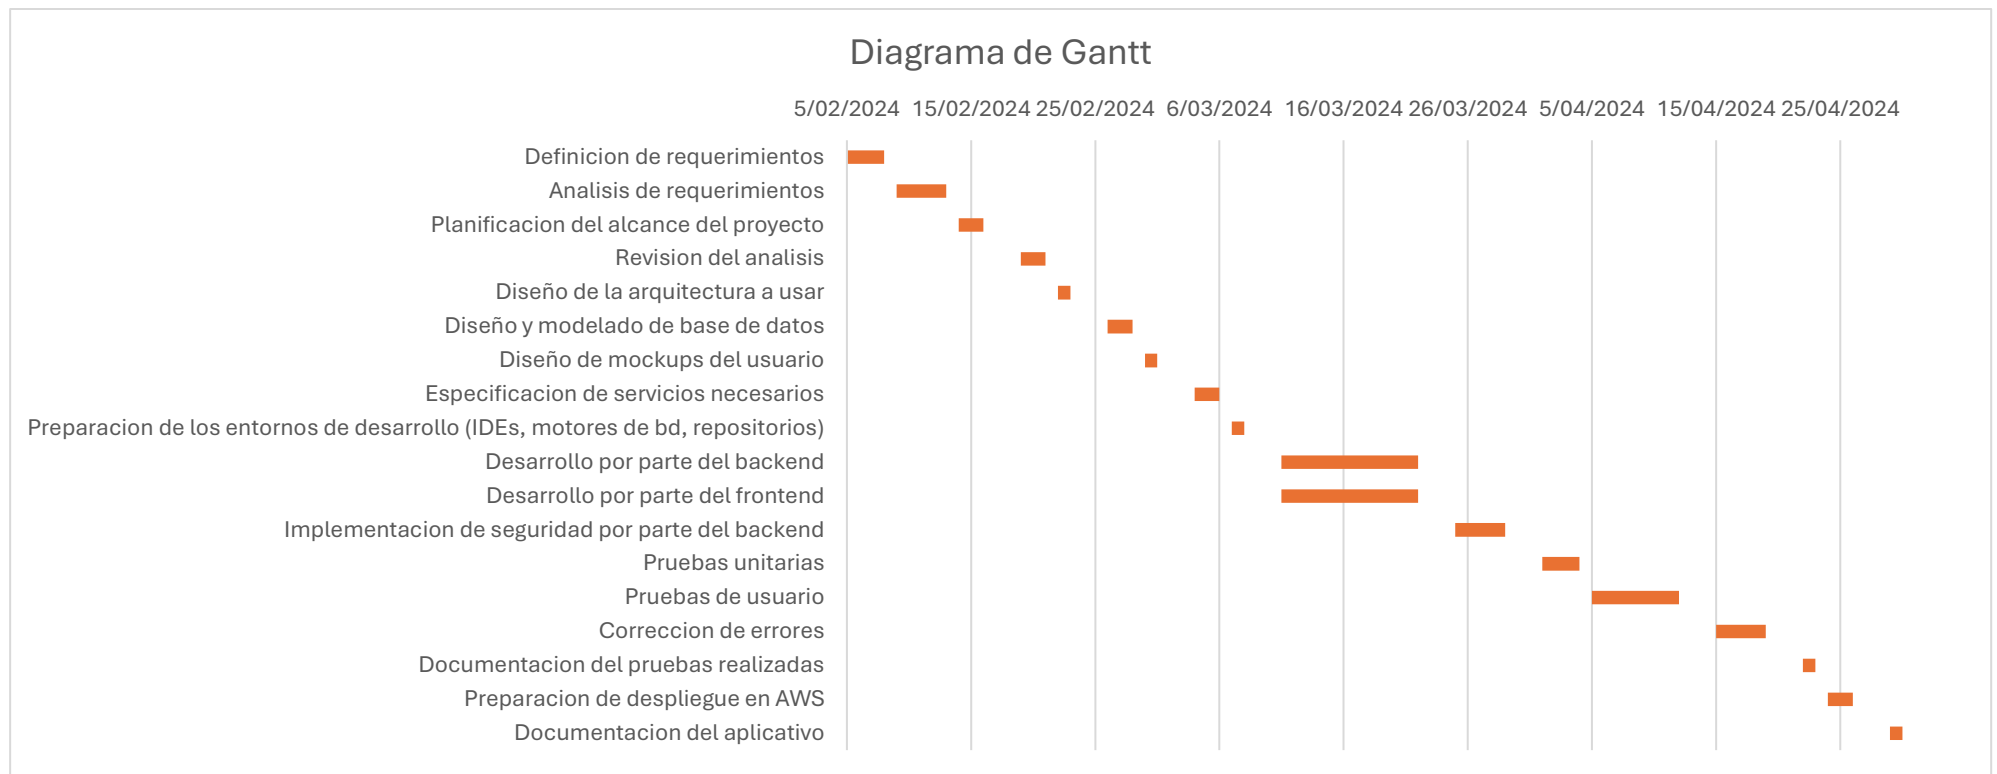 Diagrama de Gantt
5/02/2024 15/02/2024 25/02/2024 6/03/2024 16/03/2024 26/03/2024 5/04/2024 15/04/2024 25/04/2024
Definicion de requerimientos
Analisis de requerimientos
Planificacion del alcance del proyecto
Revision del analisis
Diseño de la arquitectura a usar
Diseño y modelado de base de datos
Diseño de mockups del usuario
Especificacion de servicios necesarios
Preparacion de los entornos de desarrollo (IDEs, motores de bd, repositorios)
Desarrollo por parte del backend
Desarrollo por parte del frontend
Implementacion de seguridad por parte del backend
Pruebas unitarias
Pruebas de usuario
Correccion de errores
Documentacion del pruebas realizadas
Preparacion de despliegue en AWS
Documentacion del aplicativo